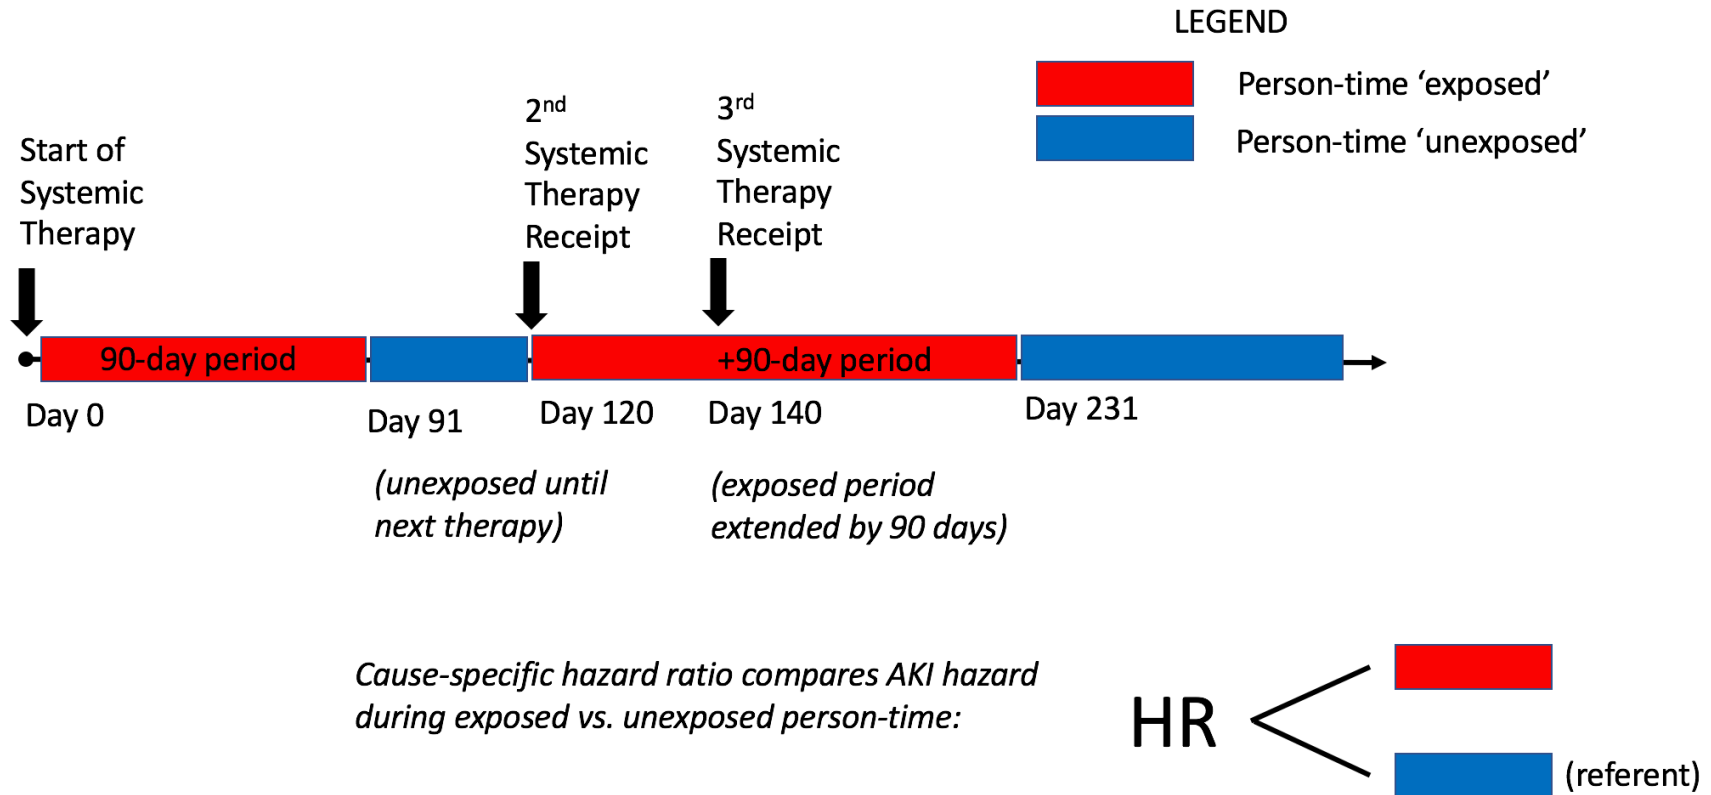 LEGEND
Person-time ‘exposed’
Person-time ‘unexposed’
Start of
Systemic
Therapy
2nd
Systemic
Therapy
Receipt
3rd
Systemic
Therapy
Receipt
90-day period
+90-day period
Day 0
Day 91
Day 120
Day 140
Day 231
(unexposed until
next therapy)
(exposed period
extended by 90 days)
Cause-specific hazard ratio compares AKI hazard
during exposed vs. unexposed person-time:
HR
(referent)